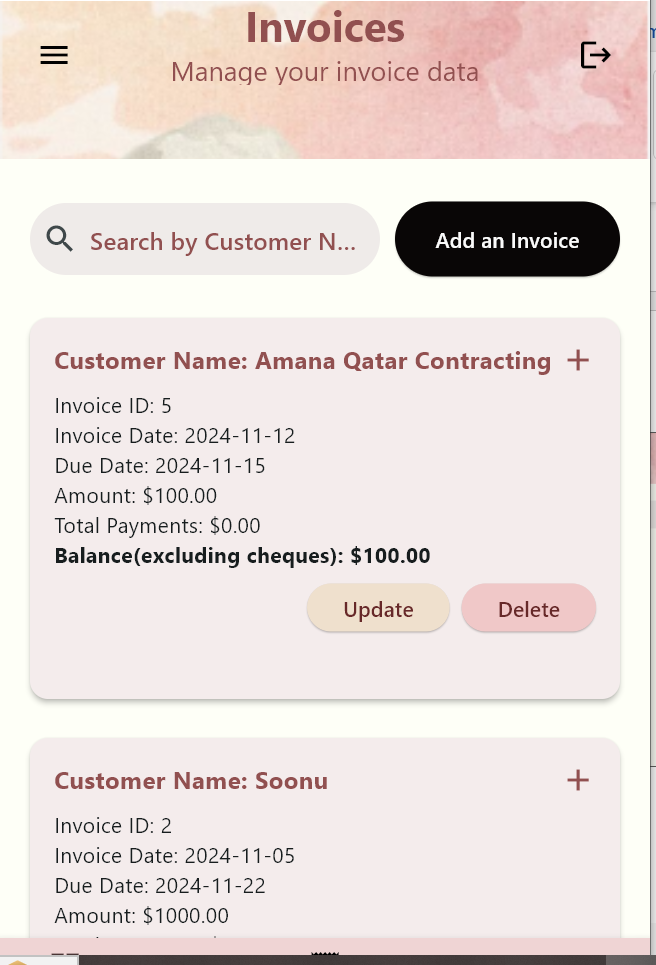 Invoices
Manage your invoice data
Search by Customer N...
Add an Invoice
Customer Name: Amana Qatar Contracting
Invoice ID: 5
Invoice Date: 2024-11-12
Due Date: 2024-11-15
Amount: $100.00
Total Payments: $0.00
Balance(excluding cheques): $100.00
Update
Delete
Customer Name: Soonu
Invoice ID: 2
Invoice Date: 2024-11-05
Due Date: 2024-11-22
Amount: $1000.00